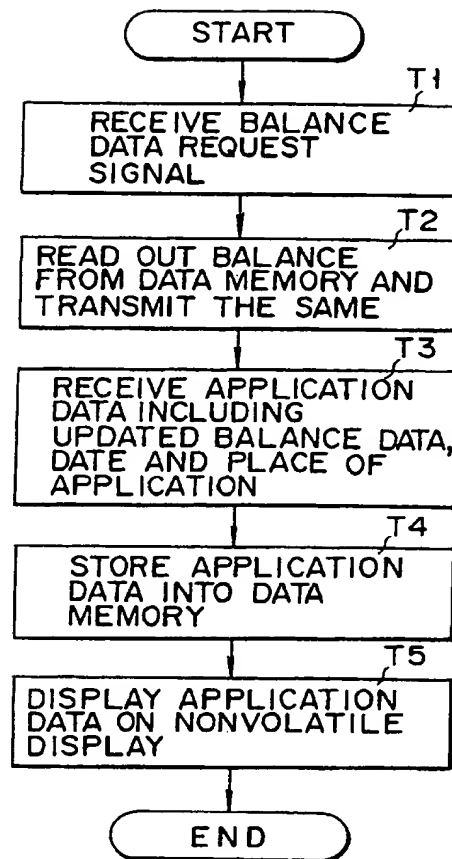 START
T1
RECEIVE BALANCE
DATA REQUEST
SIGNAL
T2
READ OUT BALANCE
FROM DATA MEMORY AND
TRANSMIT THE SAME
T3
RECEIVE APPLICATION
DATA INCLUDING
UPDATED BALANCE DATA,
DATE AND PLACE OF
APPLICATION
T4
STORE APPLICATION
DATA INTO DATA
MEMORY
T5
DISPLAY APPLICATION
DATA ON NONVOLATILE
DISPLAY
END